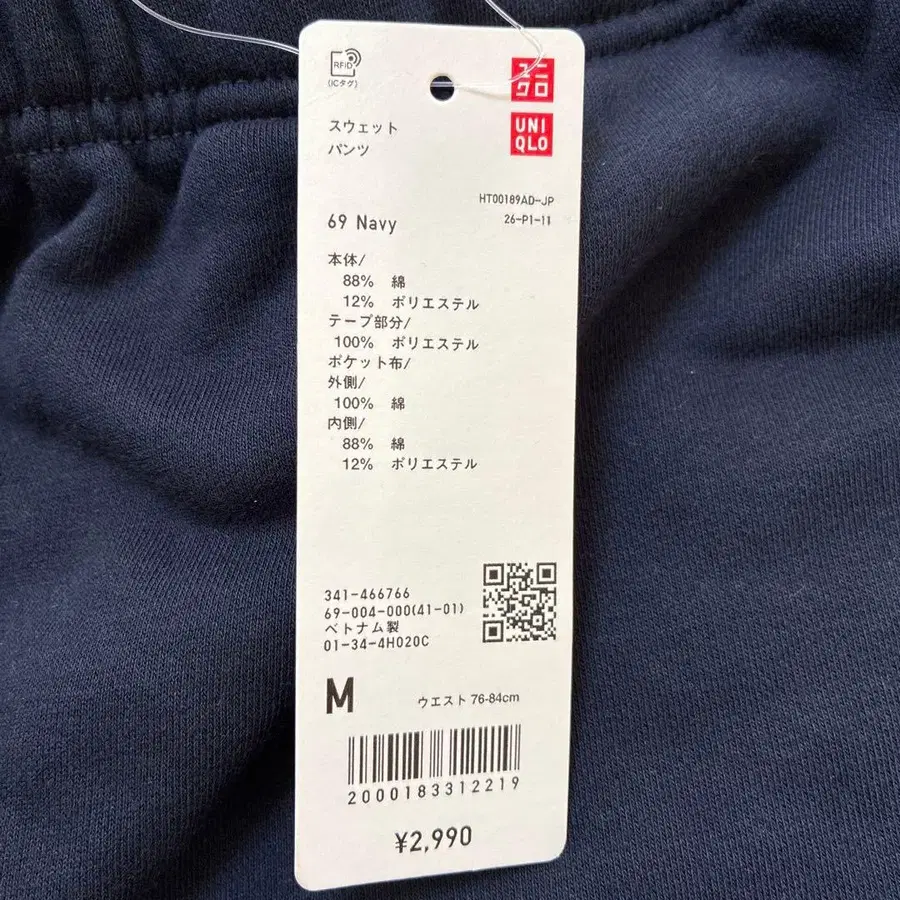 RFID
(ICタグ)
ユニ
クロ
UNI
QLO
スウェット
パンツ
HT00189AD-JP
26-P1-11
69 Navy
本体/
88% 綿
12% ポリエステル
テープ部分/
100% ポリエステル
ポケット布/
外側/
100% 綿
内側/
88% 綿
12% ポリエステル
341-466766
69-004-000(41-01)
ベトナム製
01-34-4H020C
M ウエスト 76-84cm
2000183312219
¥2,990